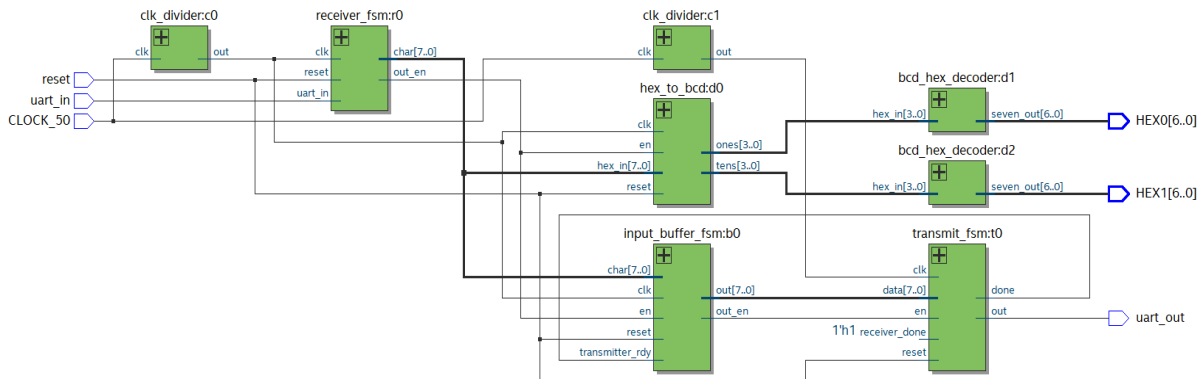 clk_divider:c0
clk out
receiver_fsm:r0
clk char[7..0]
reset out_en
uart_in
clk_divider:c1
clk out
reset
uart_in
CLOCK_50
hex_to_bcd:d0
clk
en ones[3..0]
hex_in[7..0] tens[3..0]
reset
bcd_hex_decoder:d1
hex_in[3..0] seven_out[6..0]
HEX0[6..0]
bcd_hex_decoder:d2
hex_in[3..0] seven_out[6..0]
HEX1[6..0]
input_buffer_fsm:b0
char[7..0]
clk out[7..0]
en out_en
reset
transmitter_rdy
transmit_fsm:t0
clk
data[7..0] done
en out
1'h1 receiver_done
reset
uart_out